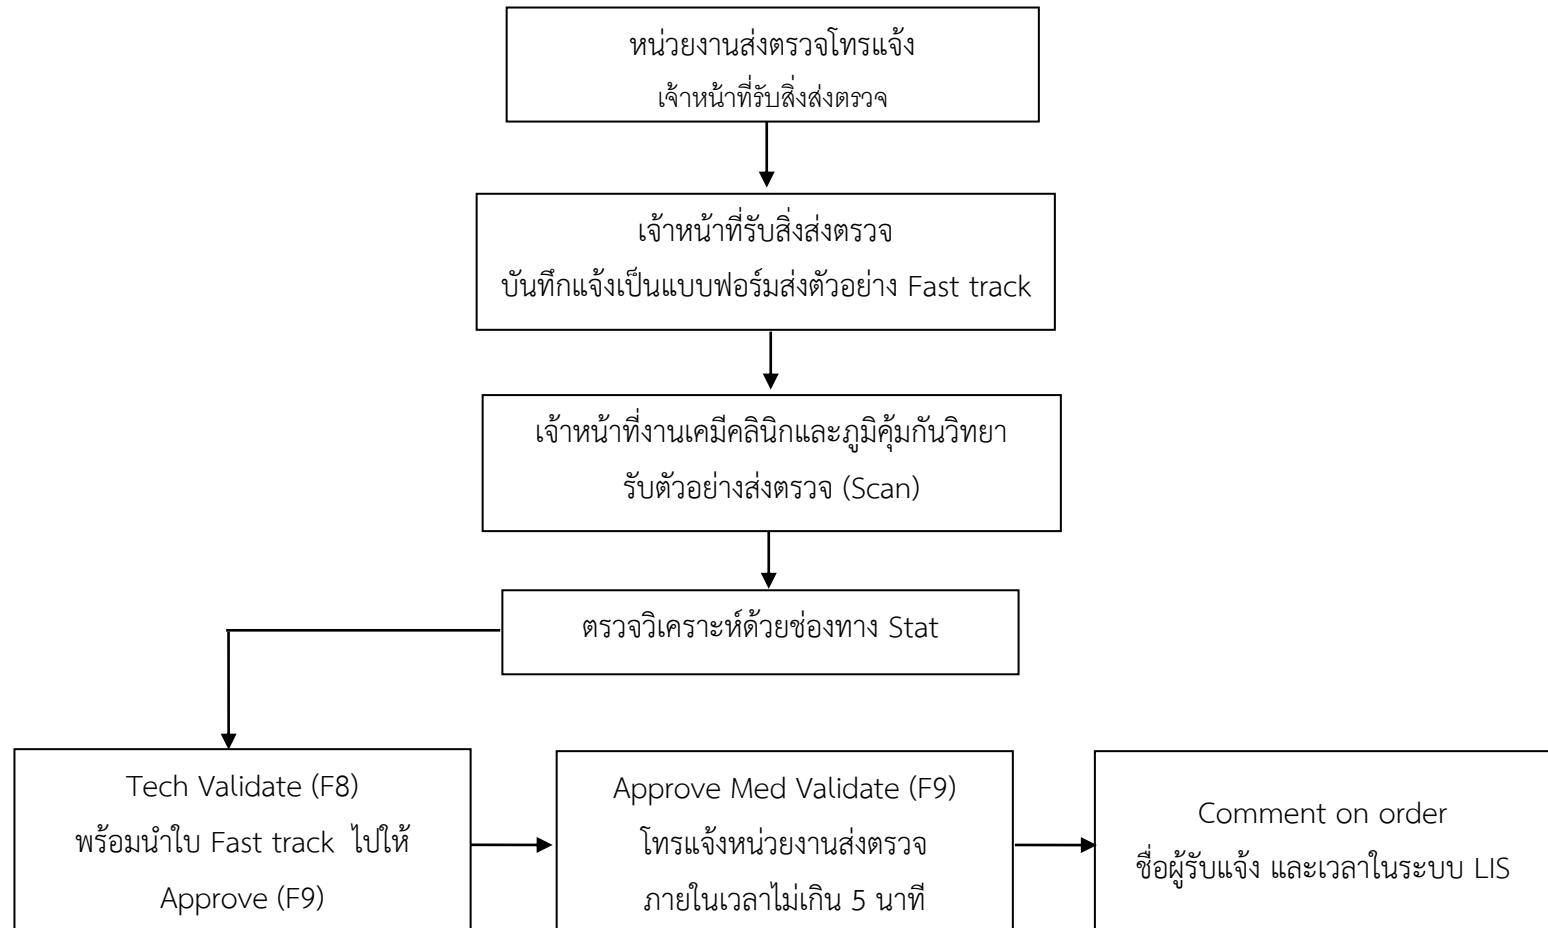 หน่วยงานส่งตรวจโทรแจ้ง
เจ้าหน้าที่รับสิ่งส่งตรวจ
เจ้าหน้าที่รับสิ่งส่งตรวจ
บันทึกแจ้งเป็นแบบฟอร์มส่งตัวอย่าง Fast track
เจ้าหน้าที่งานเคมีคลินิกและภูมิคุ้มกันวิทยา
รับตัวอย่างส่งตรวจ (Scan)
ตรวจวิเคราะห์ด้วยช่องทาง Stat
Tech Validate (F8)
พร้อมนำใบ Fast track ไปให้
Approve (F9)
Approve Med Validate (F9)
โทรแจ้งหน่วยงานส่งตรวจ
ภายในเวลาไม่เกิน 5 นาที
Comment on order
ชื่อผู้รับแจ้ง และเวลาในระบบ LIS